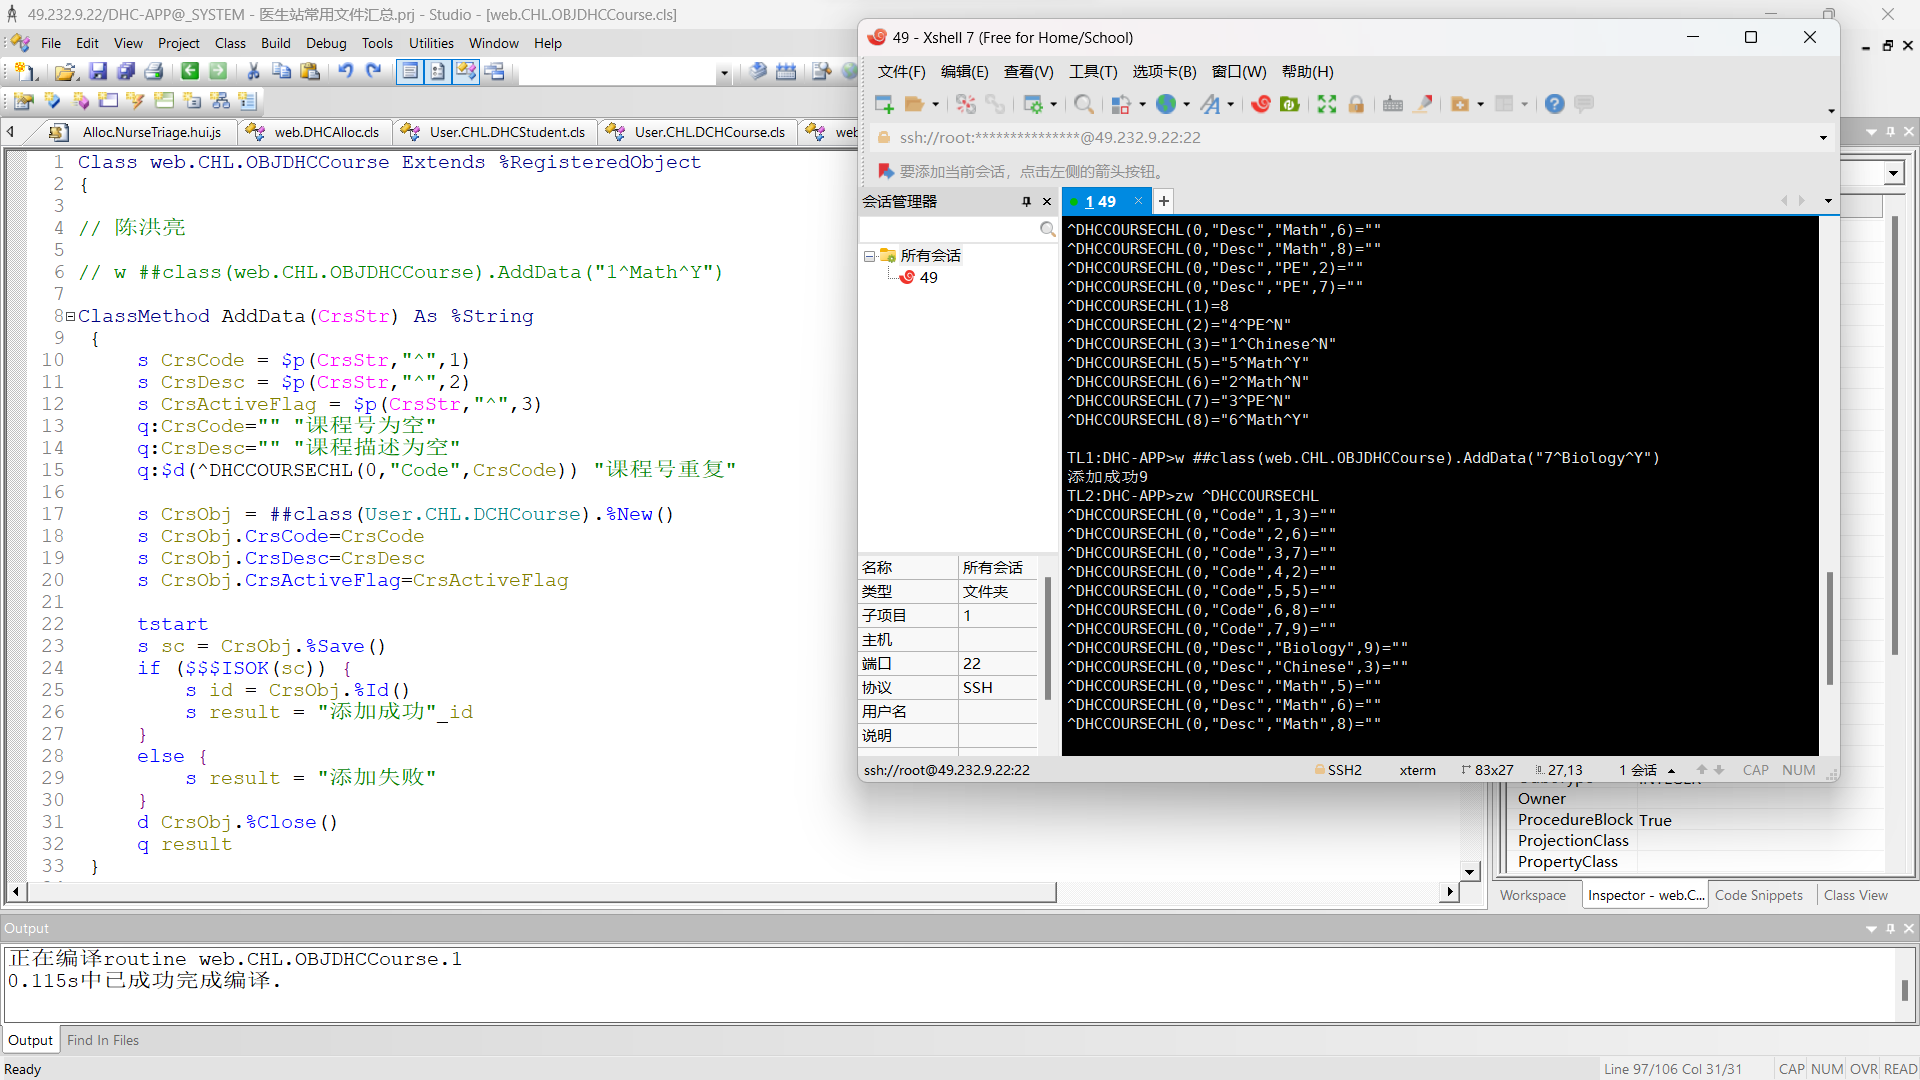 49.232.9.22/DHC-APP@_SYSTEM - 医生站常用文件汇总.prj - Studio - [web.CHL.OBJDHCCourse.cls]
File Edit View Project Class Build Debug Tools Utilities Window Help
Alloc.NurseTriage.hui.js web.DHCAlloc.cls User.CHL.DHCStudent.cls User.CHL.DCHCourse.cls
1 Class web.CHL.OBJDHCCourse Extends %RegisteredObject
2 {
3
4 // 陈洪亮
5
6 // w ##class(web.CHL.OBJDHCCourse).AddData("1^Math^Y")
7
8 ClassMethod AddData(CrsStr) As %String
9 {
10 s CrsCode = $p(CrsStr,"^",1)
11 s CrsDesc = $p(CrsStr,"^",2)
12 s CrsActiveFlag = $p(CrsStr,"^",3)
13 q:CrsCode="" "课程号为空"
14 q:CrsDesc="" "课程描述为空"
15 q:$d(^DHCCOURSECHL(0,"Code",CrsCode)) "课程号重复"
16
17 s CrsObj = ##class(User.CHL.DCHCourse).%New()
18 s CrsObj.CrsCode=CrsCode
19 s CrsObj.CrsDesc=CrsDesc
20 s CrsObj.CrsActiveFlag=CrsActiveFlag
21
22 tstart
23 s sc = CrsObj.%Save()
24 if ($$$ISOK(sc)) {
25 s id = CrsObj.%Id()
26 s result = "添加成功"_id
27 }
28 else {
29 s result = "添加失败"
30 }
31 d CrsObj.%Close()
32 q result
33 }
49 - Xshell 7 (Free for Home/School)
文件(F) 编辑(E) 查看(V) 工具(T) 选项卡(B) 窗口(W) 帮助(H)
ssh://root:***************@49.232.9.22:22
要添加当前会话，点击左侧的箭头按钮。
会话管理器
所有会话
49
名称 所有会话
类型 文件夹
子项目 1
主机
端口 22
协议 SSH
用户名
说明
1 49
^DHCCOURSECHL(0,"Desc","Math",6)=""
^DHCCOURSECHL(0,"Desc","Math",8)=""
^DHCCOURSECHL(0,"Desc","PE",2)=""
^DHCCOURSECHL(0,"Desc","PE",7)=""
^DHCCOURSECHL(1)=8
^DHCCOURSECHL(2)="4^PE^N"
^DHCCOURSECHL(3)="1^Chinese^N"
^DHCCOURSECHL(5)="5^Math^Y"
^DHCCOURSECHL(6)="2^Math^N"
^DHCCOURSECHL(7)="3^PE^N"
^DHCCOURSECHL(8)="6^Math^Y"
TL1:DHC-APP>w ##class(web.CHL.OBJDHCCourse).AddData("7^Biology^Y")
添加成功9
TL2:DHC-APP>zw ^DHCCOURSECHL
^DHCCOURSECHL(0,"Code",1,3)=""
^DHCCOURSECHL(0,"Code",2,6)=""
^DHCCOURSECHL(0,"Code",3,7)=""
^DHCCOURSECHL(0,"Code",4,2)=""
^DHCCOURSECHL(0,"Code",5,5)=""
^DHCCOURSECHL(0,"Code",6,8)=""
^DHCCOURSECHL(0,"Code",7,9)=""
^DHCCOURSECHL(0,"Desc","Biology",9)=""
^DHCCOURSECHL(0,"Desc","Chinese",3)=""
^DHCCOURSECHL(0,"Desc","Math",5)=""
^DHCCOURSECHL(0,"Desc","Math",6)=""
^DHCCOURSECHL(0,"Desc","Math",8)=""
ssh://root@49.232.9.22:22 SSH2 xterm 83x27 27,13 1 会话 CAP NUM
Owner
ProcedureBlock True
ProjectionClass
PropertyClass
Workspace Inspector - web.C... Code Snippets Class View
Output
正在编译routine web.CHL.OBJDHCCourse.1
0.115s中已成功完成编译.
Output Find In Files
Ready Line 97/106 Col 31/31 CAP NUM OVR READ